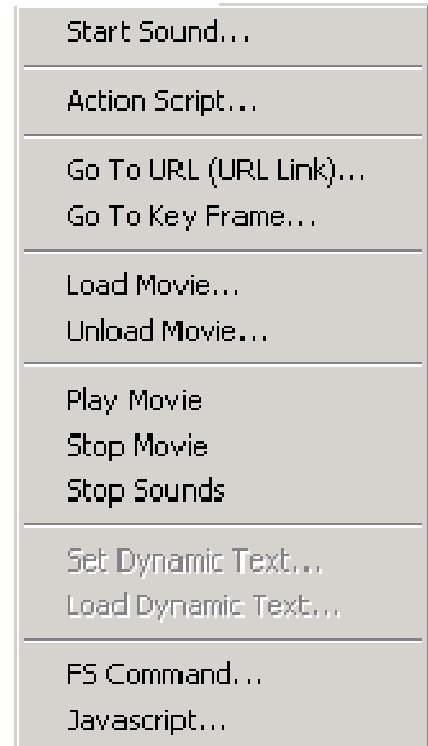 Start Sound...
Action Script...
Go To URL (URL Link)...
Go To Key Frame...
Load Movie...
Unload Movie...
Play Movie
Stop Movie
Stop Sounds
Set Dynamic Text...
Load Dynamic Text...
FS Command...
Javascript...